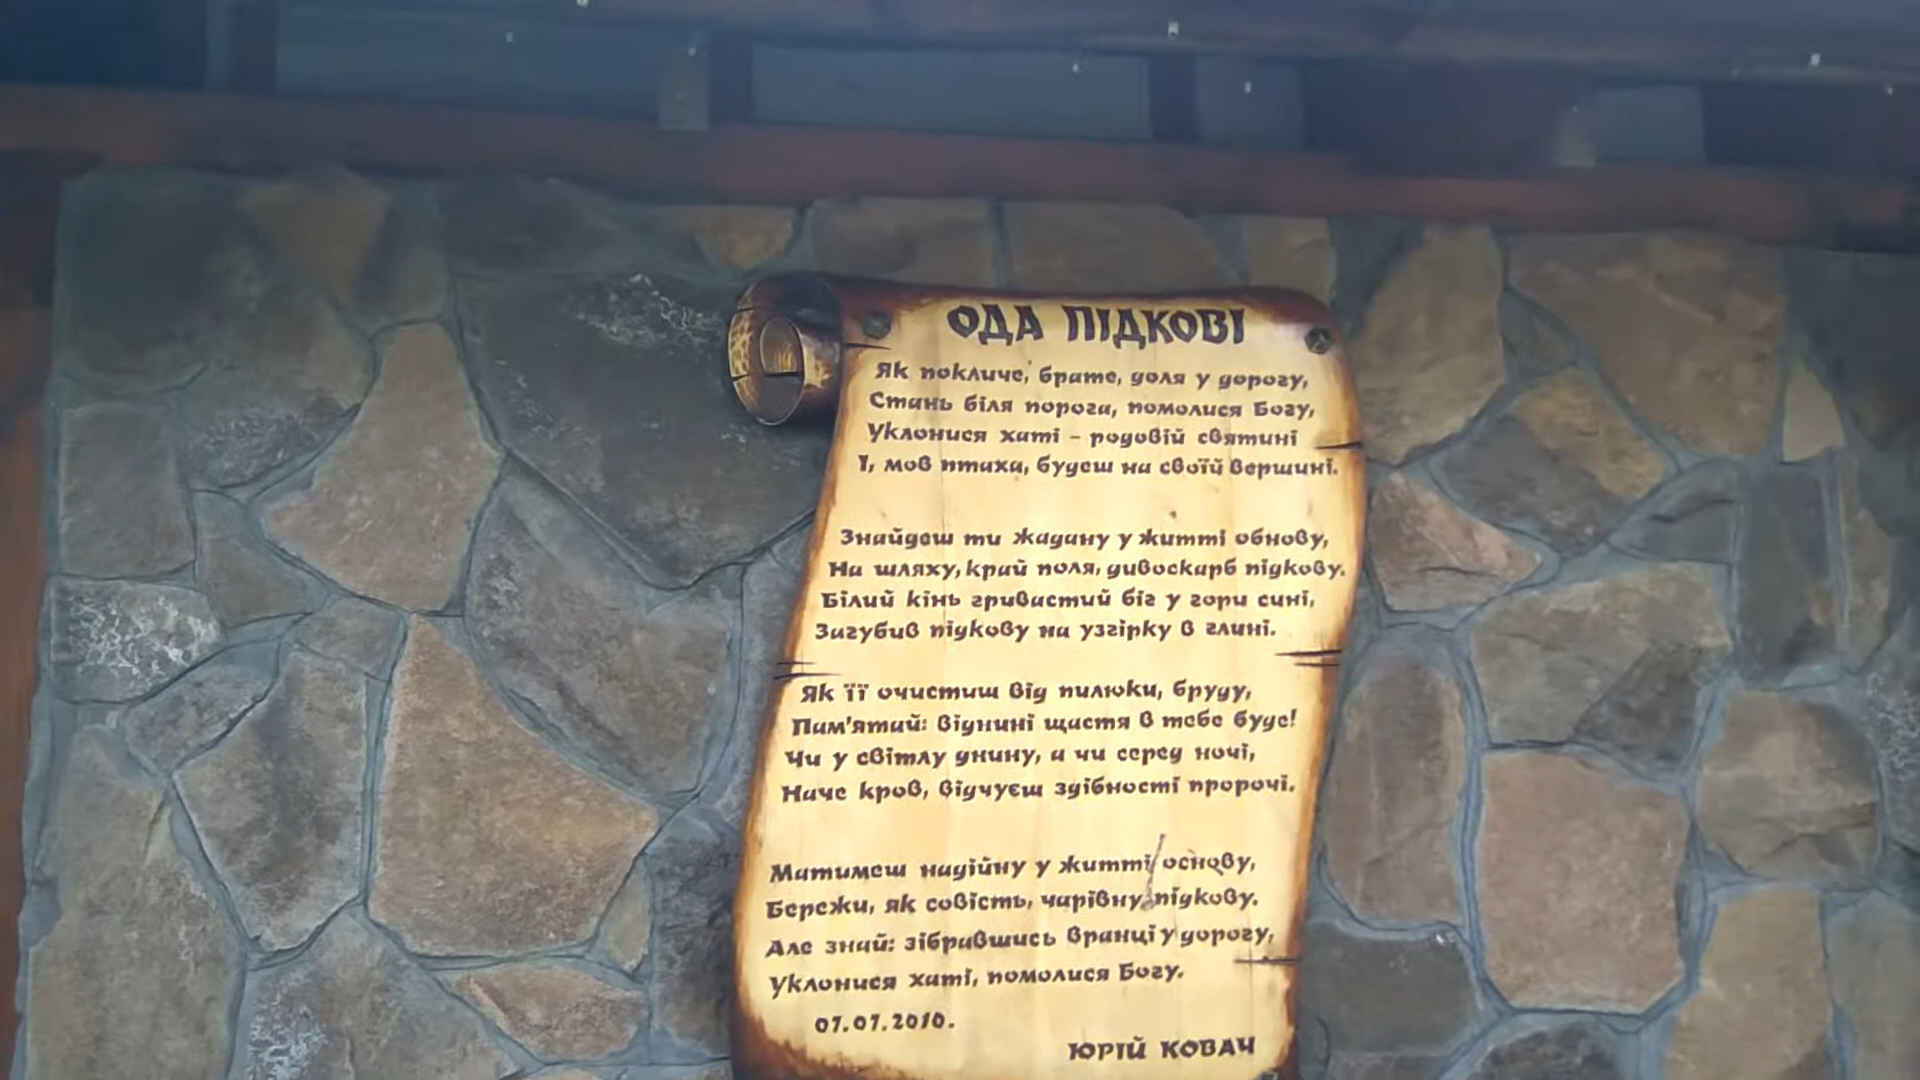 ОДА ПІДКОВІ
Як покличе, брате, доля у дорогу,
Стань біля порога, помолися Богу,
Уклонися хаті - родовій святині
І, мов птаха, будеш на своїй вершині.
Знайдеш ти жадану у житті обнову,
На шляху, край поля, дивоскарб підкову.
Білий кінь гривастий біг у гори сині,
Загубив підкову на узгірку в глині.
Як її очистиш від пилюки, бруду,
Пам'ятай: віднині щастя в тебе буде!
Чи у світлу днину, а чи серед ночі,
Наче кров, відчуєш здібності пророчі.
Матимеш надійну у житті основу,
Бережи, як совість, чарівну підкову.
Але знай: зібравшись вранці у дорогу,
Уклонися хаті, помолися Богу.
07.07.2010.
ЮРІЙ КОВАЧ